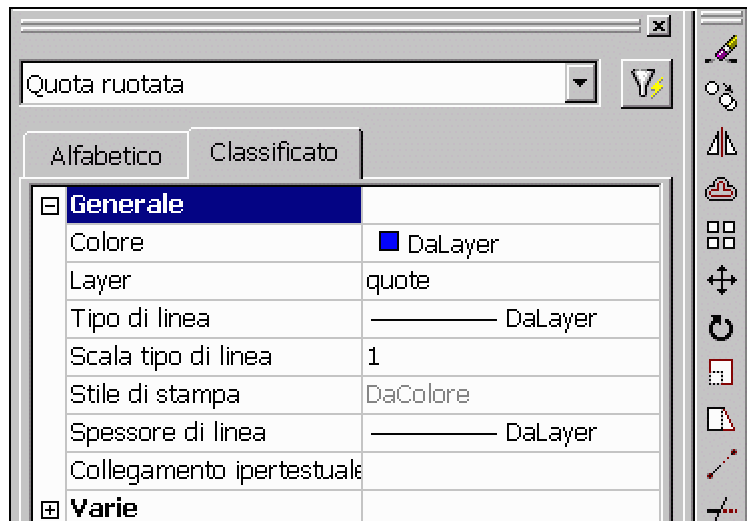 Quota ruotata
Alfabetico Classificato
Generale
Colore DaLayer
Layer quote
Tipo di linea DaLayer
Scala tipo di linea 1
Stile di stampa DaColore
Spessore di linea DaLayer
Collegamento ipertestuale
Varie